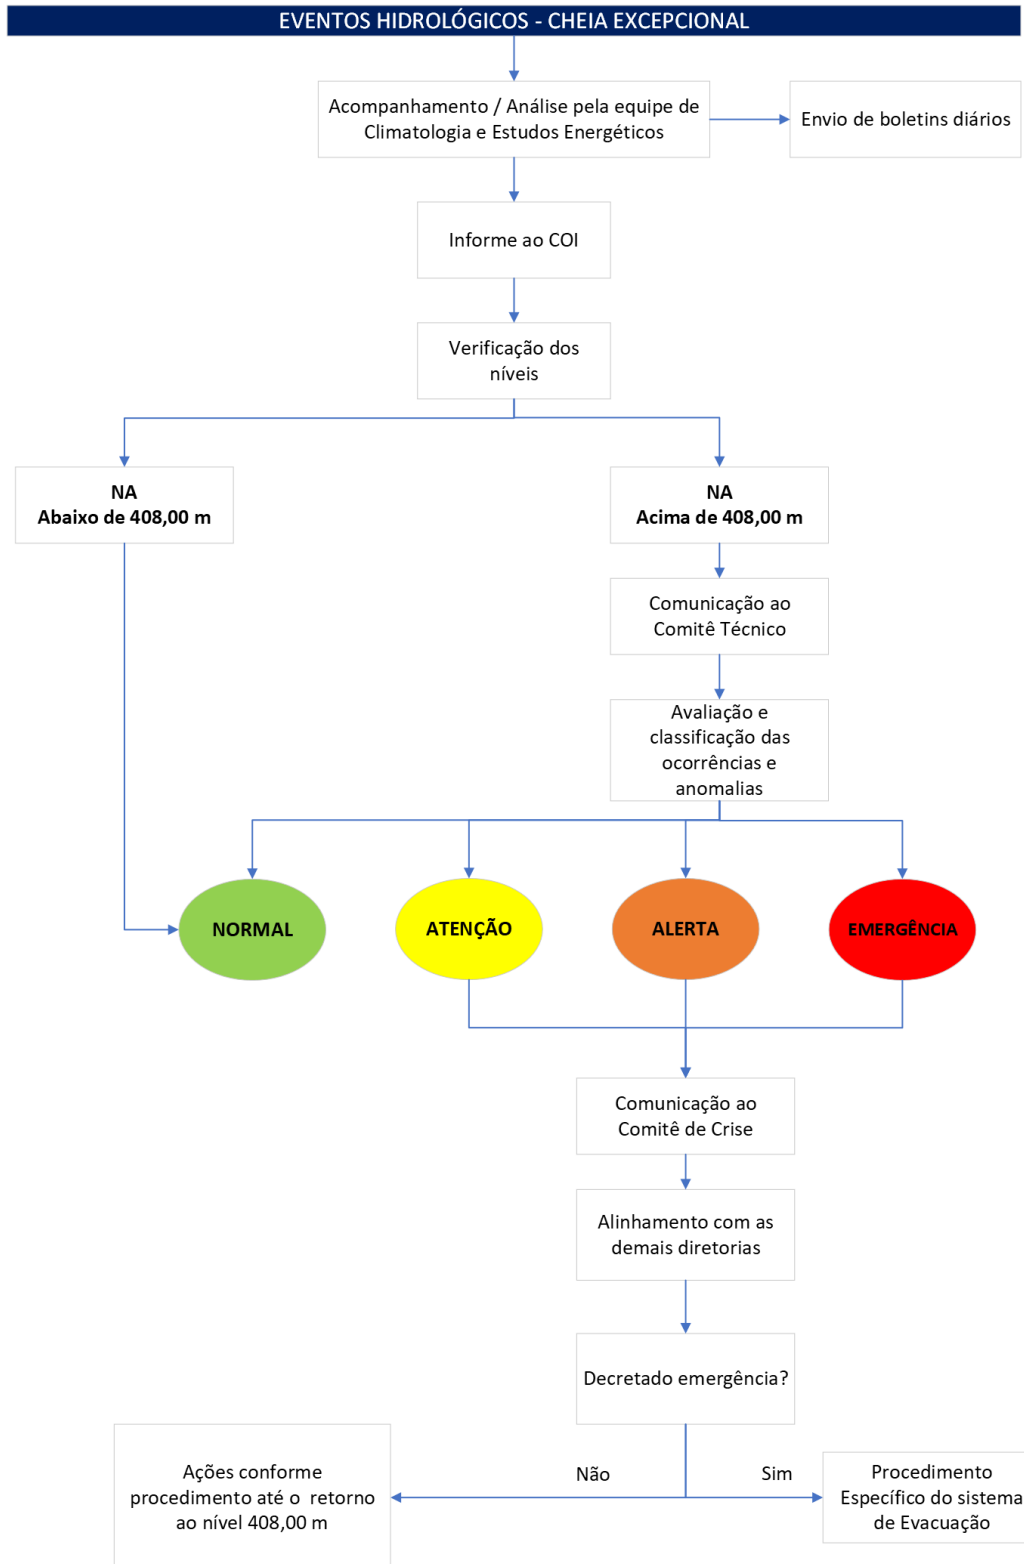 EVENTOS HIDROLÓGICOS - CHEIA EXCEPCIONAL
Acompanhamento / Análise pela equipe de
Climatologia e Estudos Energéticos
Envio de boletins diários
Informe ao COI
Verificação dos
níveis
NA
Abaixo de 408,00 m
NA
Acima de 408,00 m
Comunicação ao
Comitê Técnico
Avaliação e
classificação das
ocorrências e
anomalias
NORMAL
ATENÇÃO
ALERTA
EMERGÊNCIA
Comunicação ao
Comitê de Crise
Alinhamento com as
demais diretorias
Decretado emergência?
Não
Sim
Ações conforme
procedimento até o retorno
ao nível 408,00 m
Procedimento
Específico do sistema
de Evacuação